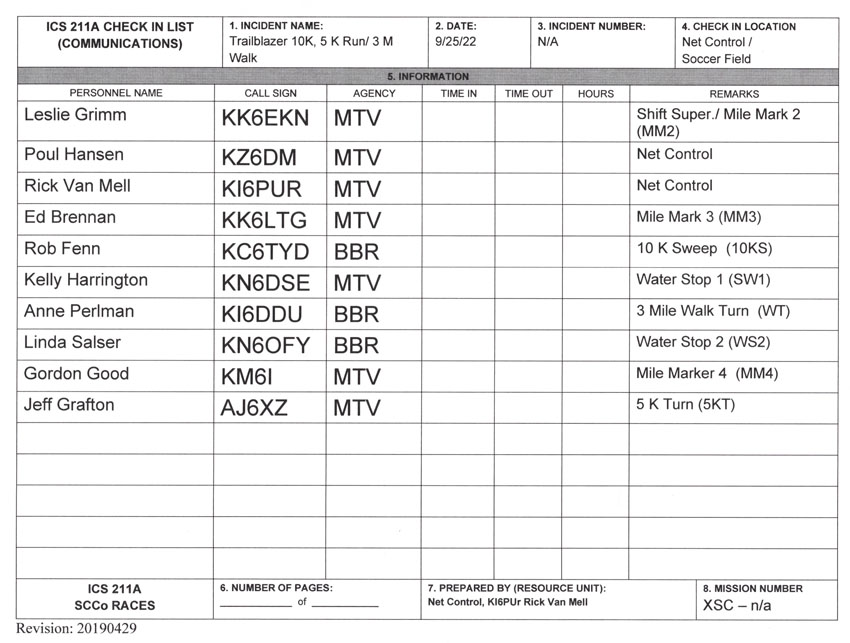 ICS 211A CHECK IN LIST
(COMMUNICATIONS)
1. INCIDENT NAME:
Trailblazer 10K, 5 K Run/ 3 M
Walk
2. DATE:
9/25/22
3. INCIDENT NUMBER:
N/A
4. CHECK IN LOCATION
Net Control /
Soccer Field
5. INFORMATION
PERSONNEL NAME CALL SIGN AGENCY TIME IN TIME OUT HOURS REMARKS
Leslie Grimm KK6EKN MTV Shift Super./ Mile Mark 2
(MM2)
Poul Hansen KZ6DM MTV Net Control
Rick Van Mell KI6PUR MTV Net Control
Ed Brennan KK6LTG MTV Mile Mark 3 (MM3)
Rob Fenn KC6TYD BBR 10 K Sweep (10KS)
Kelly Harrington KN6DSE MTV Water Stop 1 (SW1)
Anne Perlman KI6DDU BBR 3 Mile Walk Turn (WT)
Linda Salser KN6OFY BBR Water Stop 2 (WS2)
Gordon Good KM6I MTV Mile Marker 4 (MM4)
Jeff Grafton AJ6XZ MTV 5 K Turn (5KT)
ICS 211A
SCCo RACES
6. NUMBER OF PAGES:
________ of ________
7. PREPARED BY (RESOURCE UNIT):
Net Control, KI6PUr Rick Van Mell
8. MISSION NUMBER
XSC – n/a
Revision: 20190429